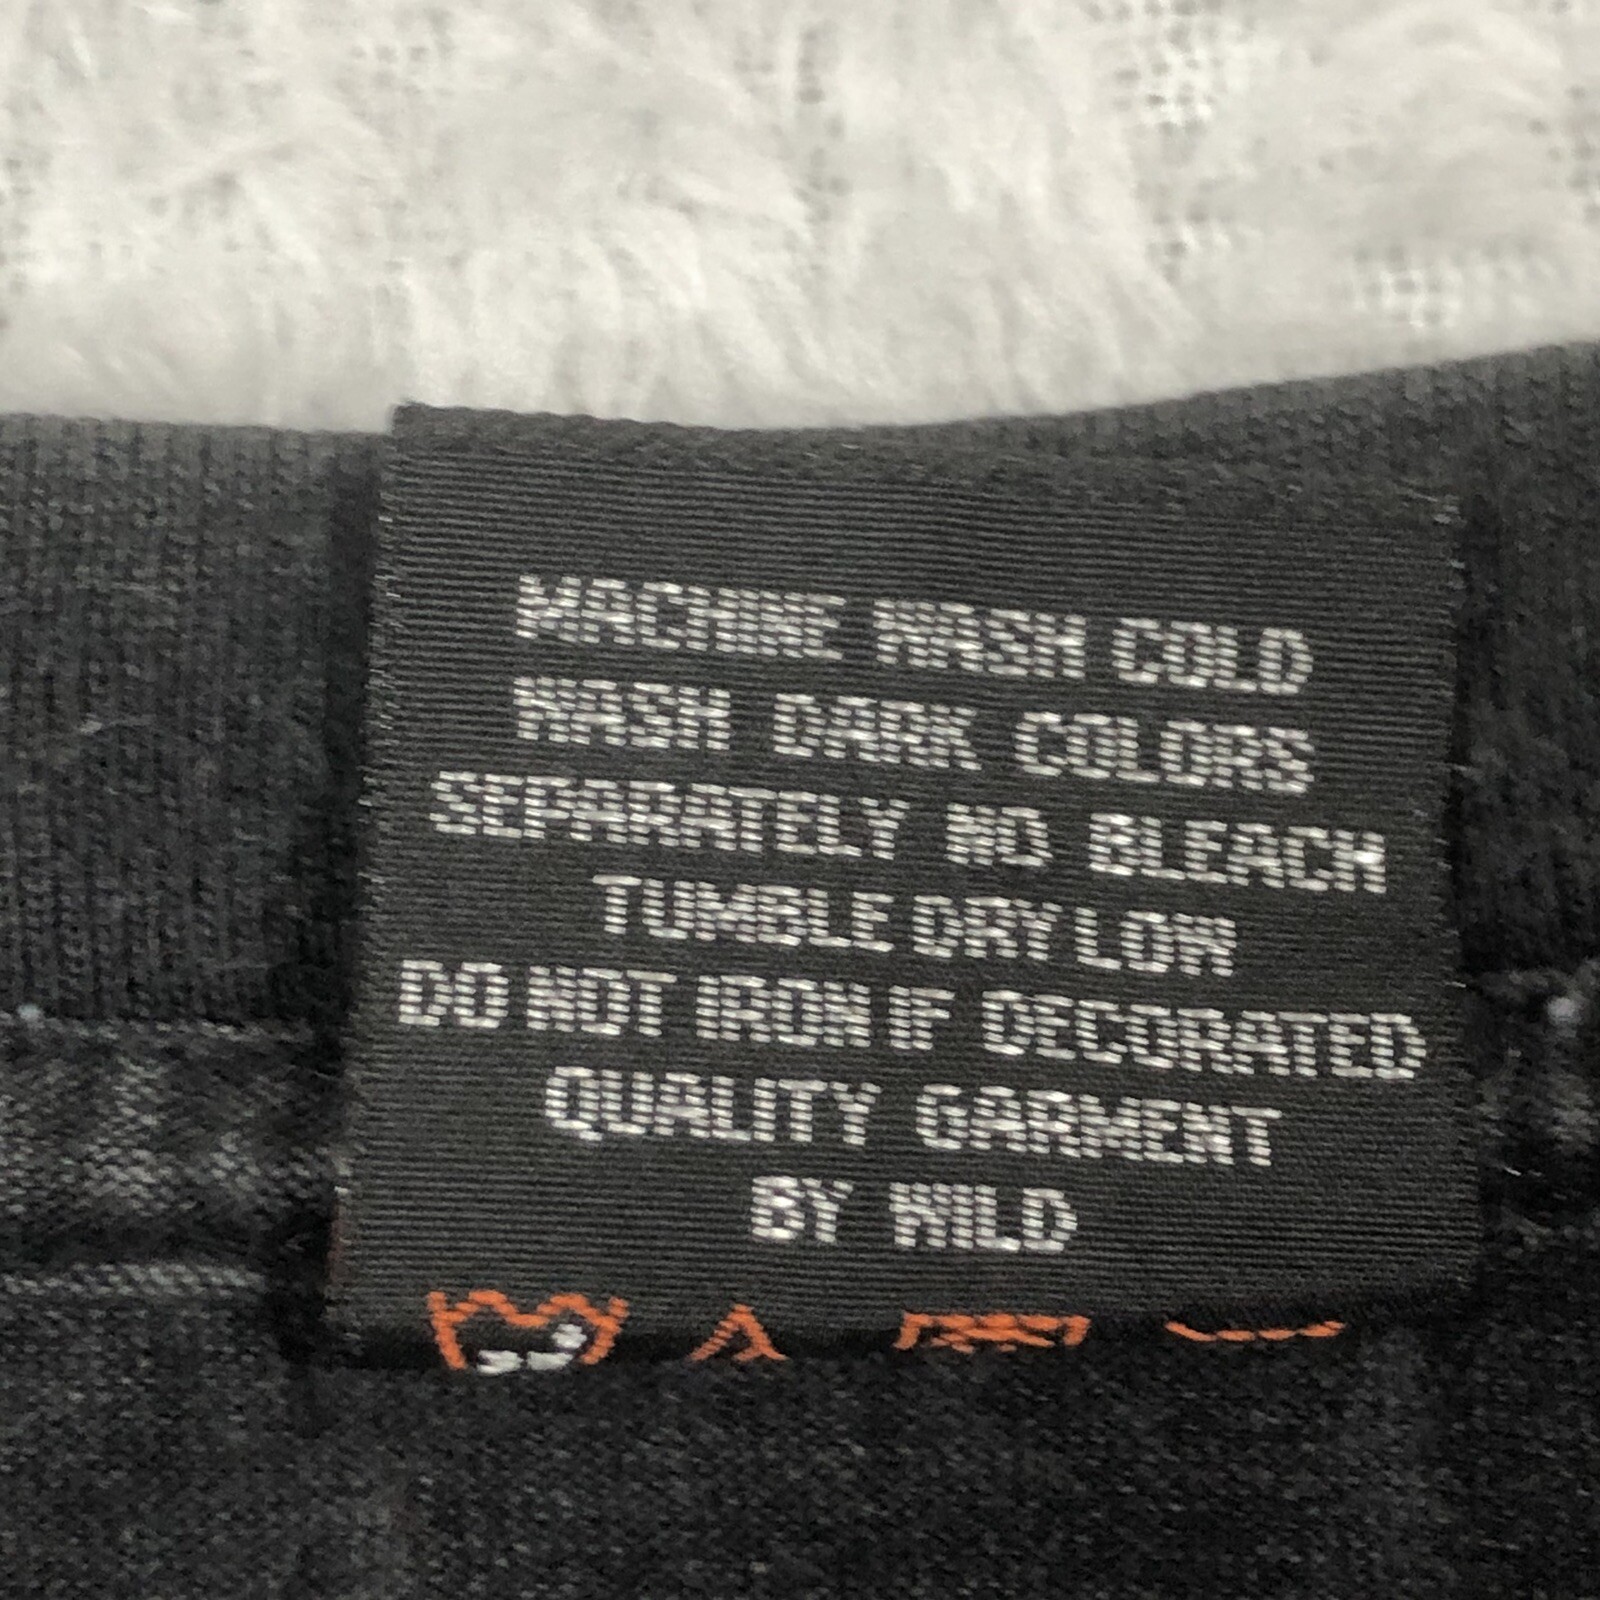 MACHINE WASH COLD
WASH DARK COLORS
SEPARATELY NO BLEACH
TUMBLE DRY LOW
DO NOT IRON IF DECORATED
QUALITY GARMENT
BY WILD